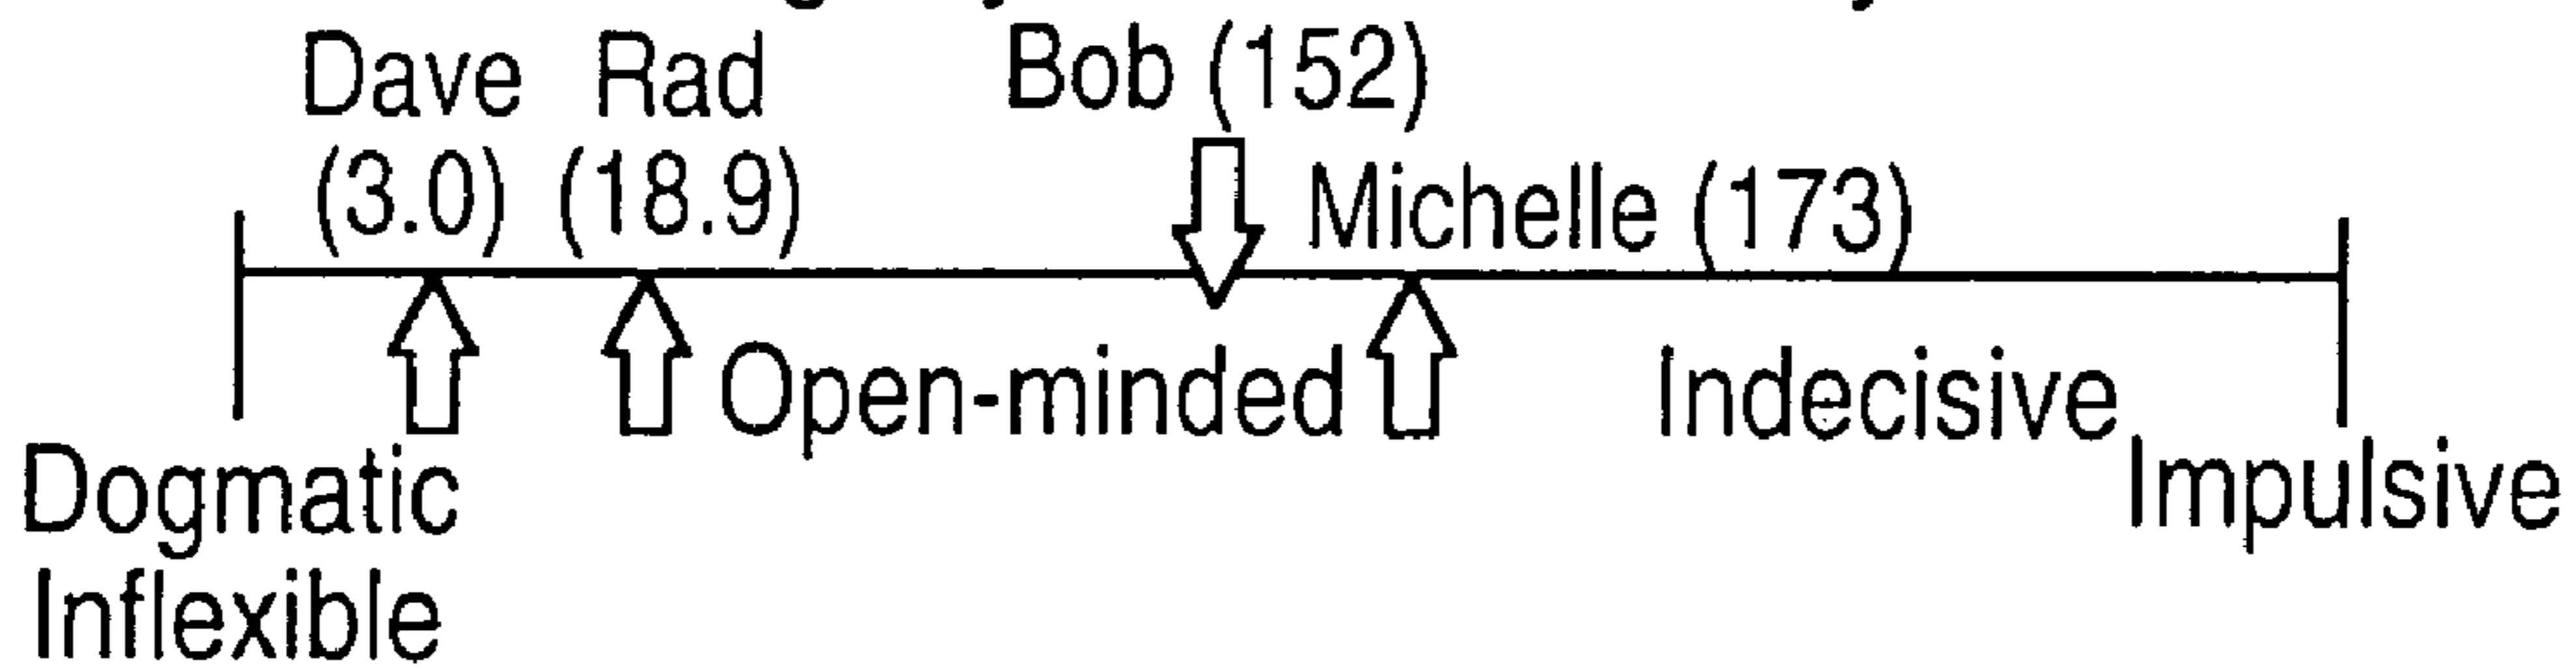 Dave Rad Bob (152)
(3.0) (18.9) Michelle (173)
Open-minded Indecisive
Dogmatic Impulsive
Inflexible